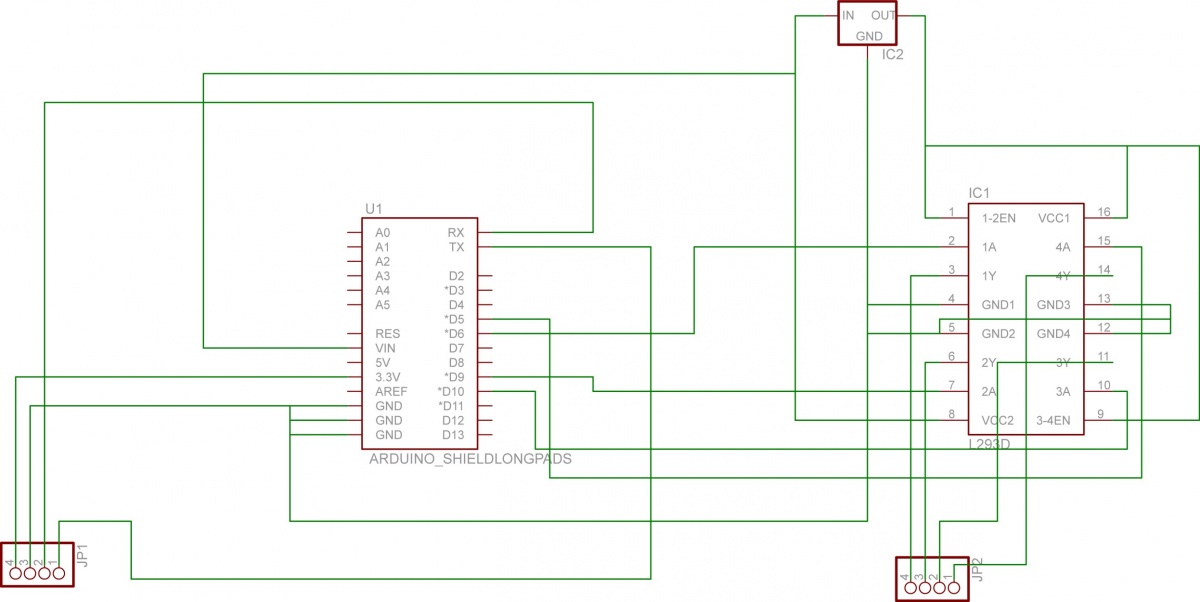 IN OUT
GND
IC2
U1
A0 RX
A1 TX
A2
A3 D2
A4 *D3
A5 D4
*D5
RES *D6
VIN D7
5V D8
3.3V *D9
AREF *D10
GND *D11
GND D12
GND D13
ARDUINO_SHIELDLONGPADS
IC1
1 1-2EN VCC1 16
2 1A 4A 15
3 1Y 4Y 14
4 GND1 GND3 13
5 GND2 GND4 12
6 2Y 3Y 11
7 2A 3A 10
8 VCC2 3-4EN 9
L293D
4 3 2 1 JP1
4 3 2 1 JP2